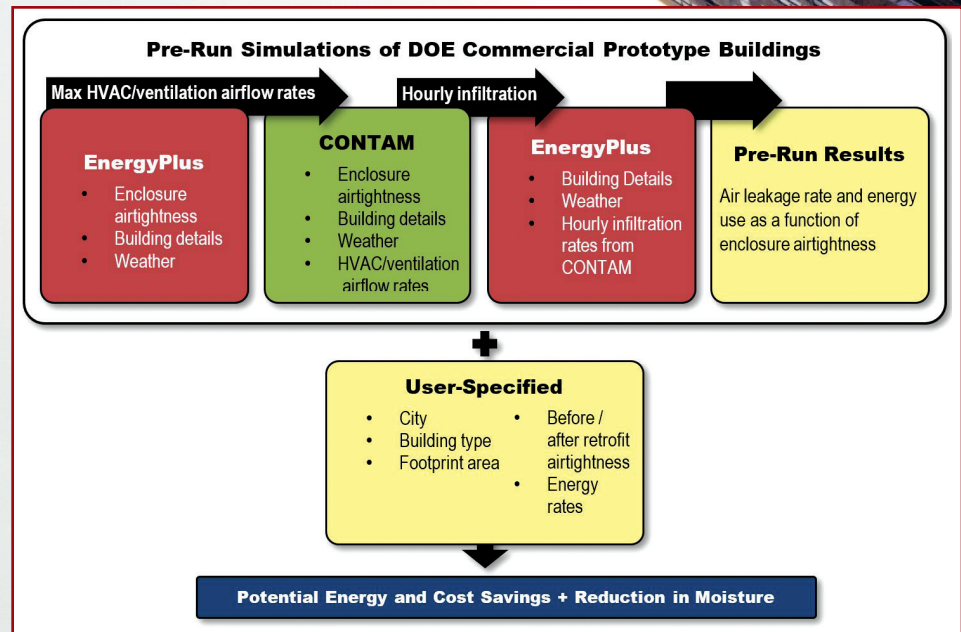 Pre-Run Simulations of DOE Commercial Prototype Buildings
Max HVAC/ventilation airflow rates
Hourly infiltration
EnergyPlus
• Enclosure
airtightness
• Building details
• Weather
CONTAM
• Enclosure
airtightness
• Building details
• Weather
• HVAC/ventilation
airflow rates
EnergyPlus
• Building Details
• Weather
• Hourly infiltration
rates from
CONTAM
Pre-Run Results
Air leakage rate and energy
use as a function of
enclosure airtightness
+
User-Specified
• City
• Building type
• Footprint area
• Before /
after retrofit
airtightness
• Energy
rates
Potential Energy and Cost Savings + Reduction in Moisture